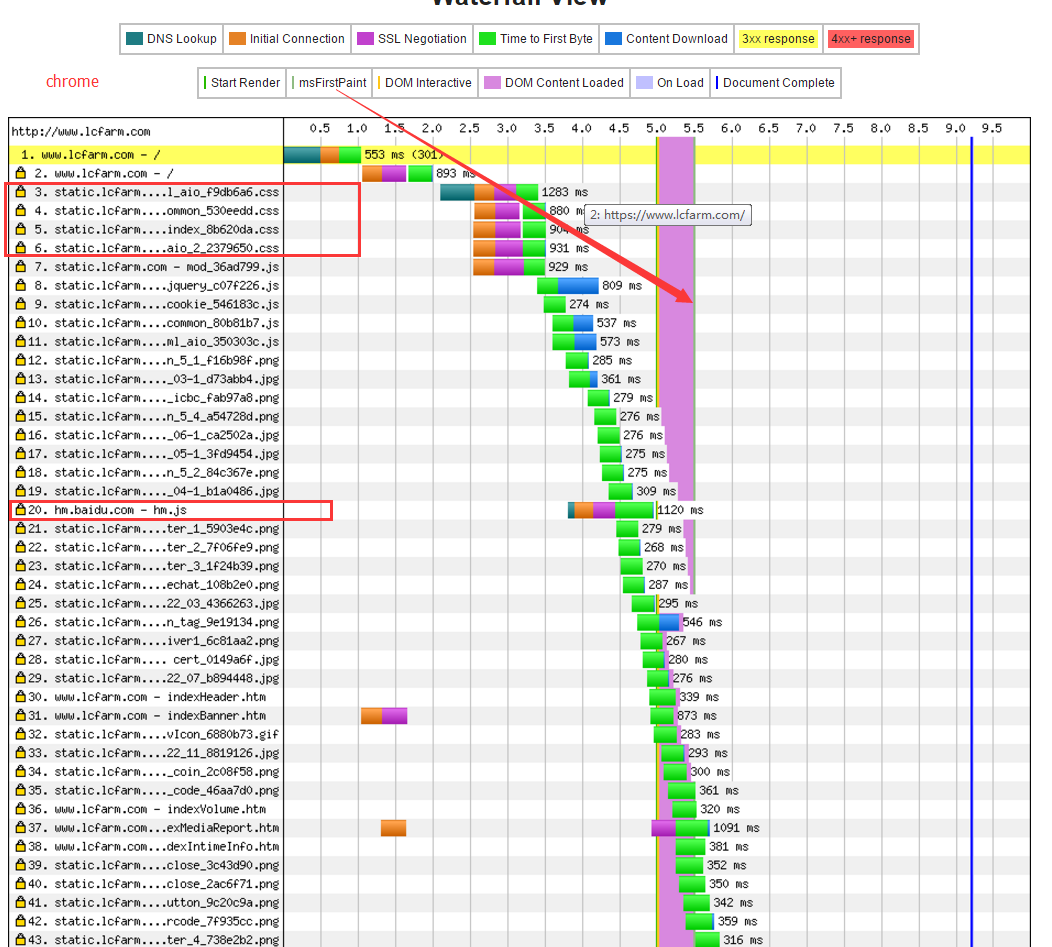 Waterfall View
DNS Lookup Initial Connection SSL Negotiation Time to First Byte Content Download 3xx response 4xx+ response
chrome
Start Render msFirstPaint DOM Interactive DOM Content Loaded On Load Document Complete
http://www.lcfarm.com 0.5 1.0 1.5 2.0 2.5 3.0 3.5 4.0 4.5 5.0 5.5 6.0 6.5 7.0 7.5 8.0 8.5 9.0 9.5
1. www.lcfarm.com - / 553 ms (301)
2. www.lcfarm.com - / 893 ms
3. static.lcfarm....l_aio_f9db6a6.css 1283 ms
4. static.lcfarm....ommon_530eedd.css 880 ms
2: https://www.lcfarm.com/
5. static.lcfarm....index_8b620da.css 904 ms
6. static.lcfarm....aio_2_2379650.css 931 ms
7. static.lcfarm.com - mod_36ad799.js 929 ms
8. static.lcfarm....jquery_c07f226.js 809 ms
9. static.lcfarm....cookie_546183c.js 274 ms
10. static.lcfarm....common_80b81b7.js 537 ms
11. static.lcfarm....ml_aio_350303c.js 573 ms
12. static.lcfarm....n_5_1_f16b98f.png 285 ms
13. static.lcfarm...._03-1_d73abb4.jpg 361 ms
14. static.lcfarm...._icbc_fab97a8.png 279 ms
15. static.lcfarm....n_5_4_a54728d.png 276 ms
16. static.lcfarm...._06-1_ca2502a.jpg 276 ms
17. static.lcfarm...._05-1_3fd9454.jpg 275 ms
18. static.lcfarm....n_5_2_84c367e.png 275 ms
19. static.lcfarm...._04-1_b1a0486.jpg 309 ms
20. hm.baidu.com - hm.js 1120 ms
21. static.lcfarm....ter_1_5903e4c.png 279 ms
22. static.lcfarm....ter_2_7f06fe9.png 268 ms
23. static.lcfarm....ter_3_1f24b39.png 270 ms
24. static.lcfarm....echat_108b2e0.png 287 ms
25. static.lcfarm....22_03_4366263.jpg 295 ms
26. static.lcfarm....n_tag_9e19134.png 546 ms
27. static.lcfarm....iver1_6c81aa2.png 267 ms
28. static.lcfarm.... cert_0149a6f.jpg 280 ms
29. static.lcfarm....22_07_b894448.jpg 276 ms
30. www.lcfarm.com - indexHeader.htm 339 ms
31. www.lcfarm.com - indexBanner.htm 873 ms
32. static.lcfarm....vIcon_6880b73.gif 283 ms
33. static.lcfarm....22_11_8819126.jpg 293 ms
34. static.lcfarm...._coin_2c08f58.png 300 ms
35. static.lcfarm...._code_46aa7d0.png 361 ms
36. www.lcfarm.com - indexVolume.htm 320 ms
37. www.lcfarm.com...exMediaReport.htm 1091 ms
38. www.lcfarm.com...dexIntimeInfo.htm 381 ms
39. static.lcfarm....close_3c43d90.png 352 ms
40. static.lcfarm....close_2ac6f71.png 350 ms
41. static.lcfarm....utton_9c20c9a.png 342 ms
42. static.lcfarm....rcode_7f935cc.png 359 ms
43. static.lcfarm....ter_4_738e2b2.png 316 ms